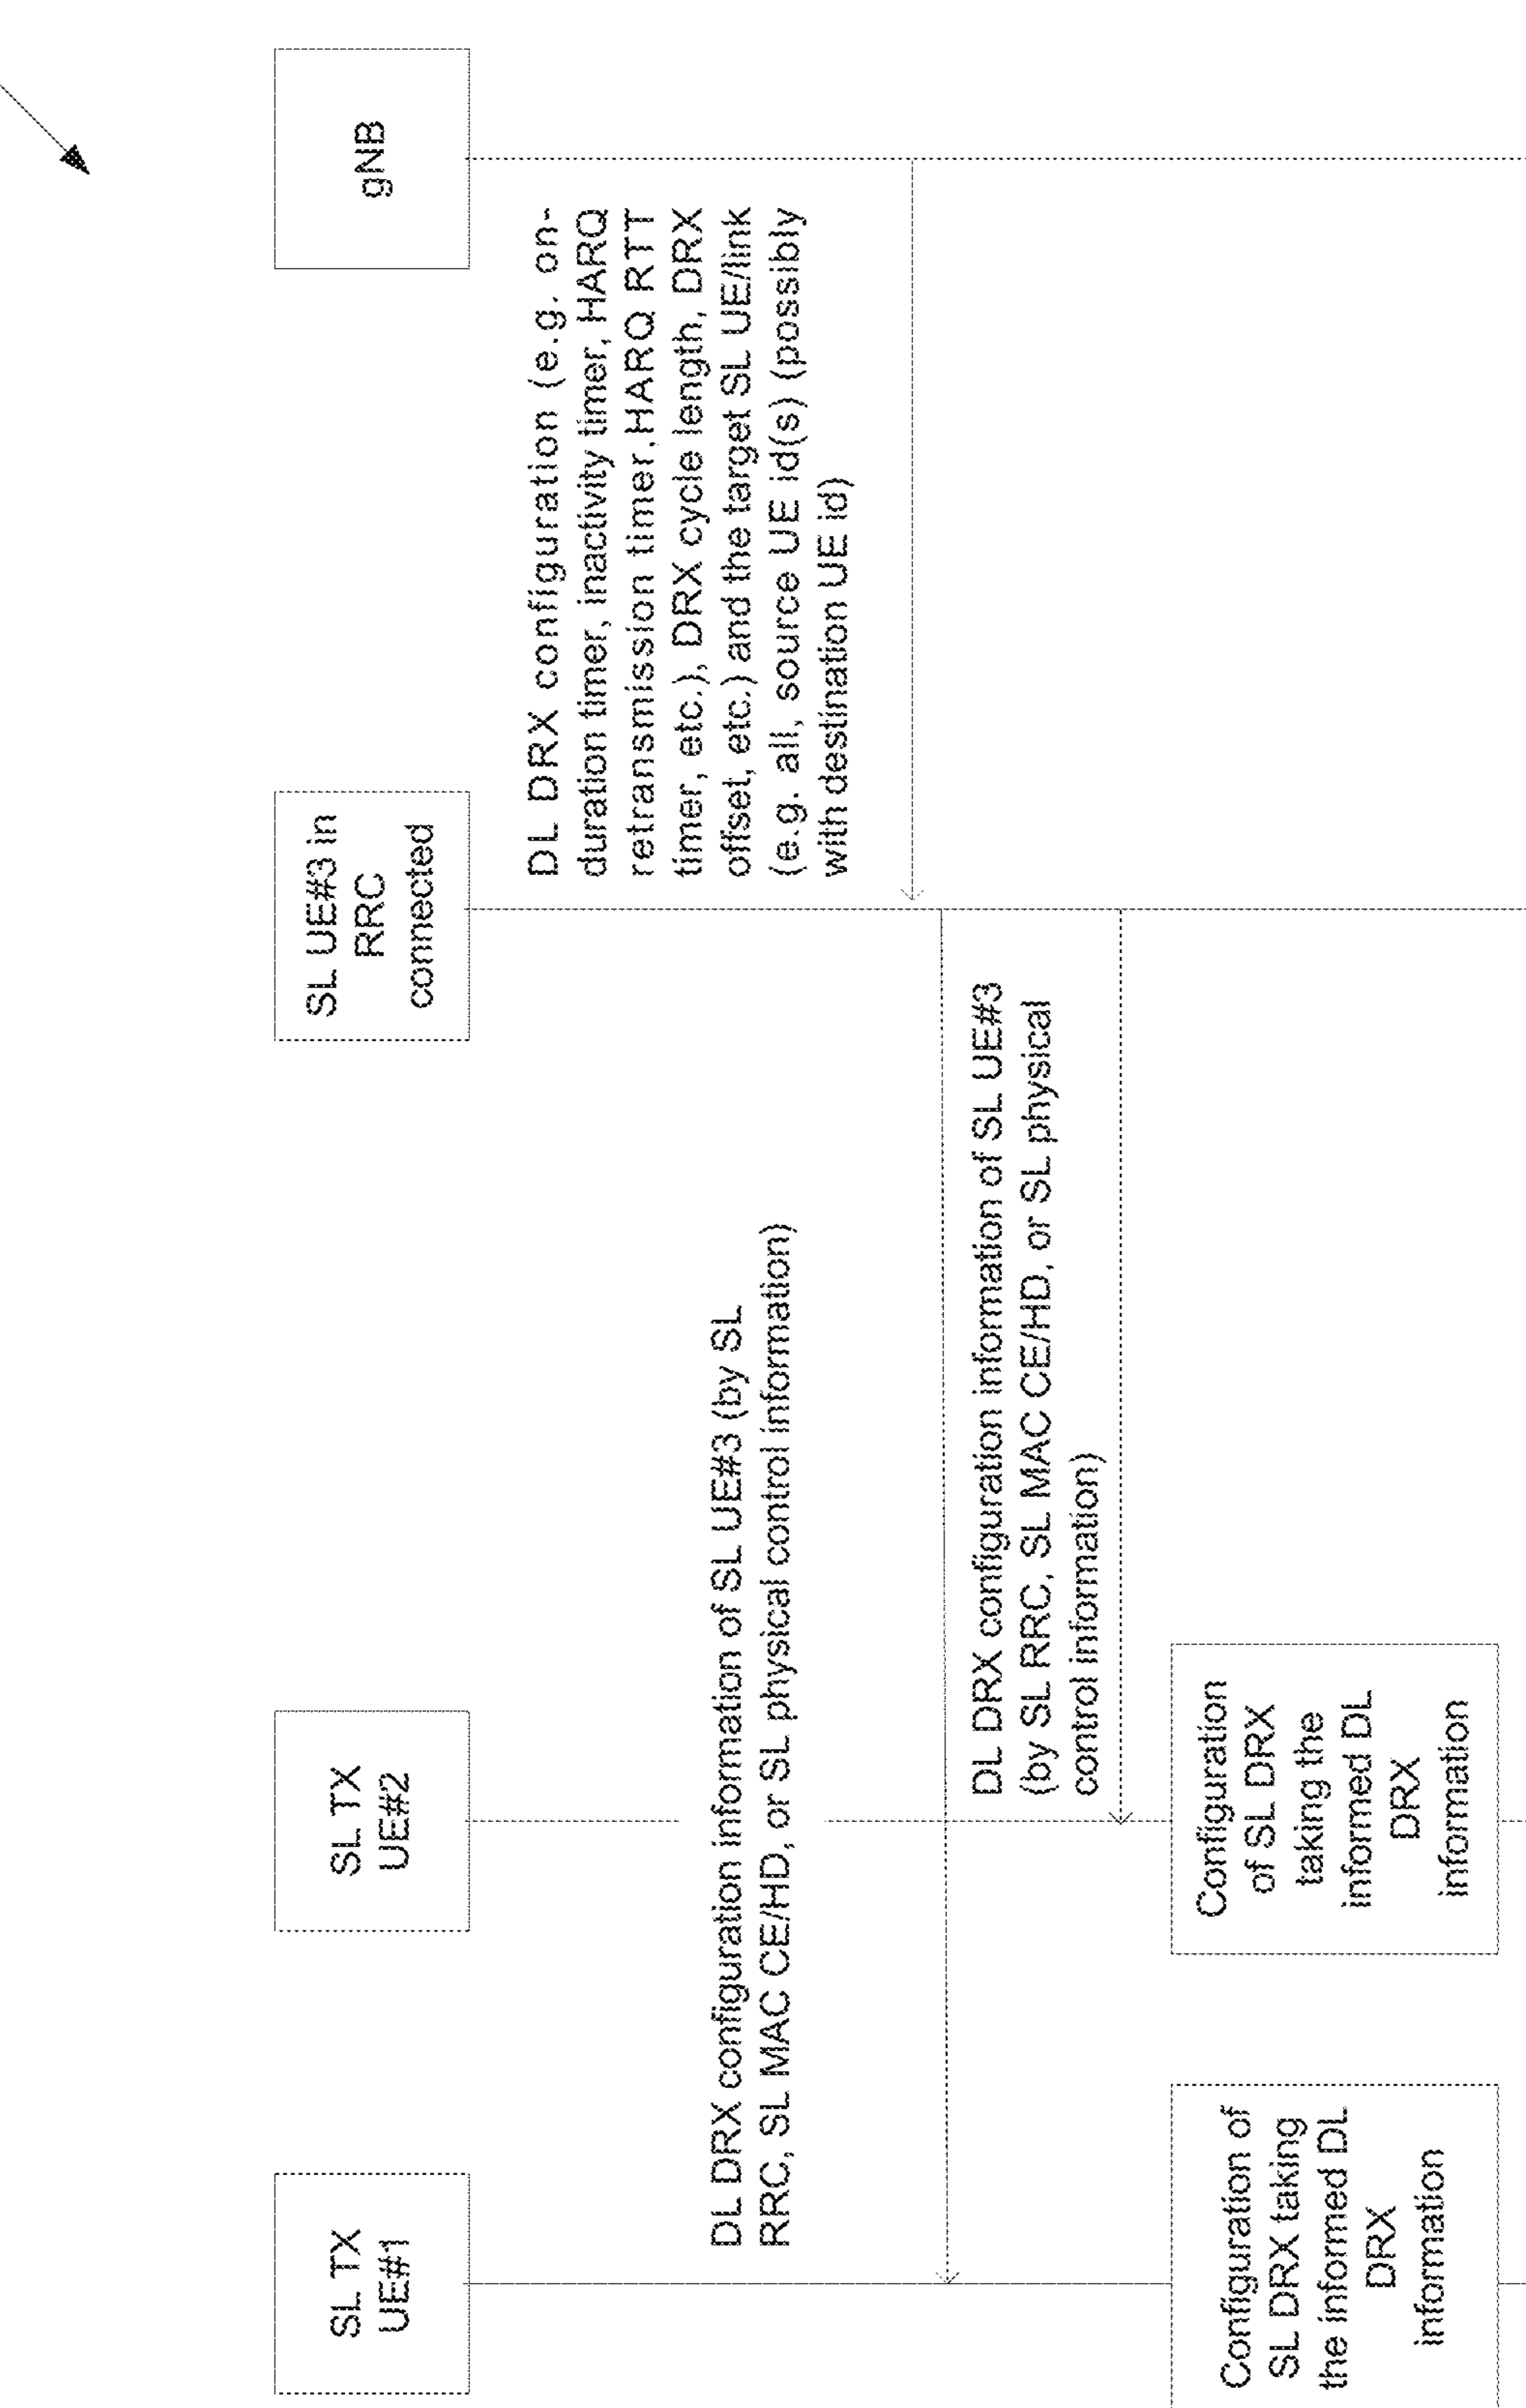 SL TX
UE#1
SL TX
UE#2
SL UE#3 in
RRC
connected
gNB
DL DRX configuration (e.g. on-
duration timer, inactivity timer, HARQ
retransmission timer,HARQ RTT
timer, etc.), DRX cycle length, DRX
offset, etc.) and the target SL UE/link
(e.g. all, source UE id(s) (possibly
with destination UE id)
DL DRX configuration information of SL UE#3 (by SL
RRC, SL MAC CE/HD, or SL physical control information)
DL DRX configuration information of SL UE#3
(by SL RRC, SL MAC CE/HD, or SL physical
control information)
Configuration of
SL DRX taking
the informed DL
DRX
information
Configuration
of SL DRX
taking the
informed DL
DRX
information